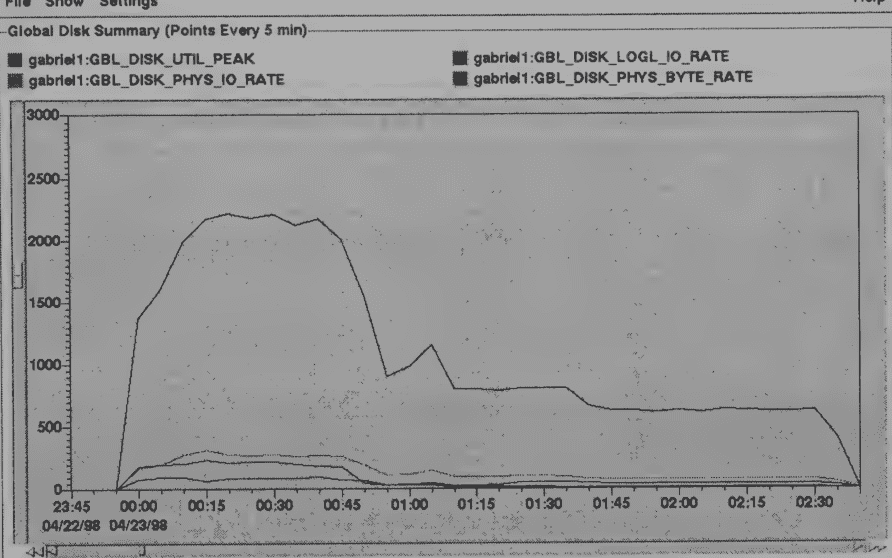 File Show Settings Help
Global Disk Summary (Points Every 5 min)
gabriel1:GBL_DISK_UTIL_PEAK gabriel1:GBL_DISK_LOGL_IO_RATE
gabriel1:GBL_DISK_PHYS_IO_RATE gabriel1:GBL_DISK_PHYS_BYTE_RATE
3000
2500
2000
1500
1000
500
0
23:45 00:00 00:15 00:30 00:45 01:00 01:15 01:30 01:45 02:00 02:15 02:30
04/22/98 04/23/98